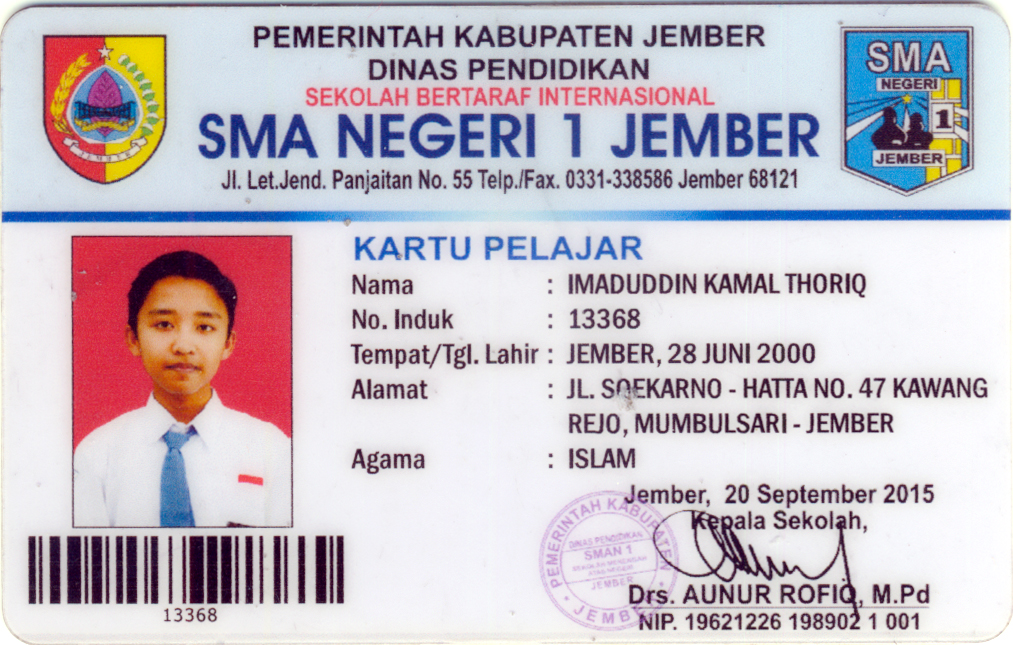 PEMERINTAH KABUPATEN JEMBER
DINAS PENDIDIKAN
SEKOLAH BERTARAF INTERNASIONAL
SMA NEGERI 1 JEMBER
Jl. Let.Jend. Panjaitan No. 55 Telp./Fax. 0331-338586 Jember 68121
JEMBER
SMA
NEGERI
1
JEMBER
KARTU PELAJAR
Nama : IMADUDDIN KAMAL THORIQ
No. Induk : 13368
Tempat/Tgl. Lahir : JEMBER, 28 JUNI 2000
Alamat : JL. SOEKARNO - HATTA NO. 47 KAWANG
REJO, MUMBULSARI - JEMBER
Agama : ISLAM
Jember, 20 September 2015
Kepala Sekolah,
PEMERINTAH KABUPATEN
DINAS PENDIDIKAN
SMAN 1
JEMBER
JEMBER
Drs. AUNUR ROFIQ, M.Pd
NIP. 19621226 198902 1 001
13368